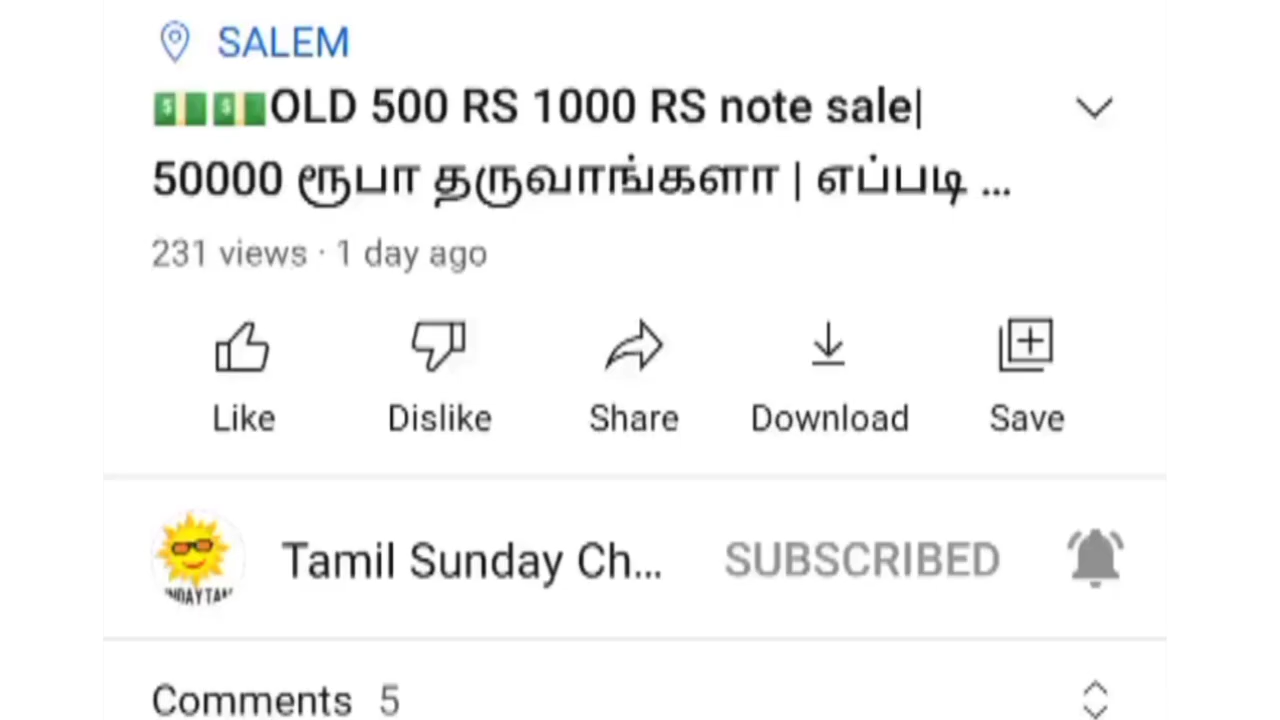 SALEM
💵💵OLD 500 RS 1000 RS note sale|
50000 ரூபா தருவாங்களா | எப்படி ...
231 views · 1 day ago
Like Dislike Share Download Save
Tamil Sunday Ch... SUBSCRIBED
Comments 5